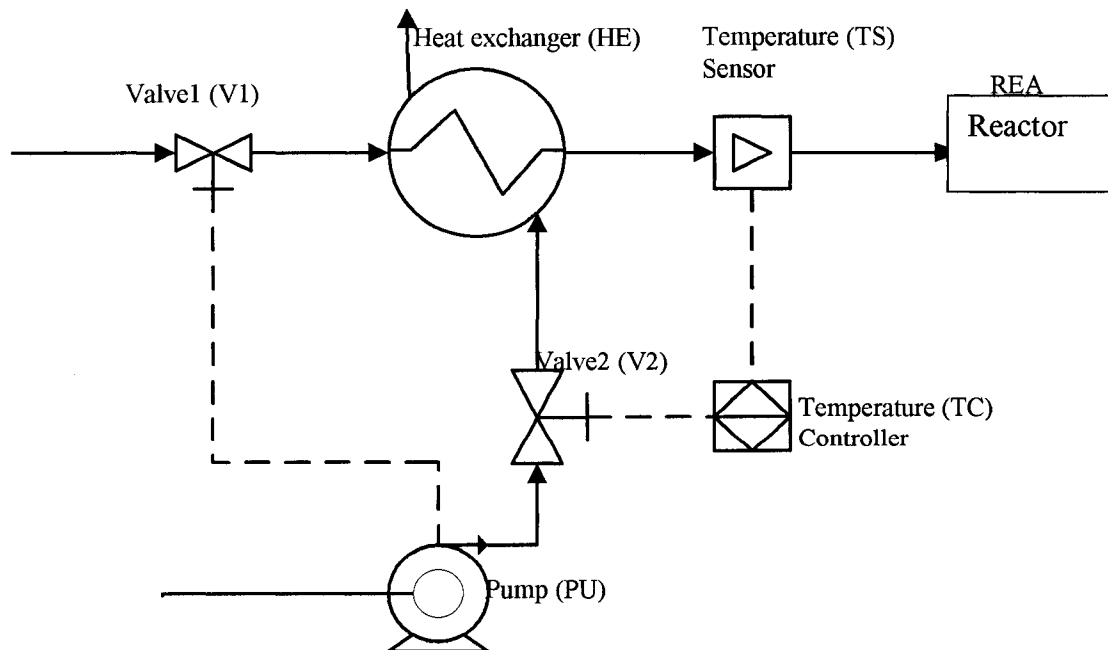 Heat exchanger (HE)
Temperature (TS)
Sensor
Valve1 (V1)
REA
Reactor
Valve2 (V2)
Temperature (TC)
Controller
Pump (PU)